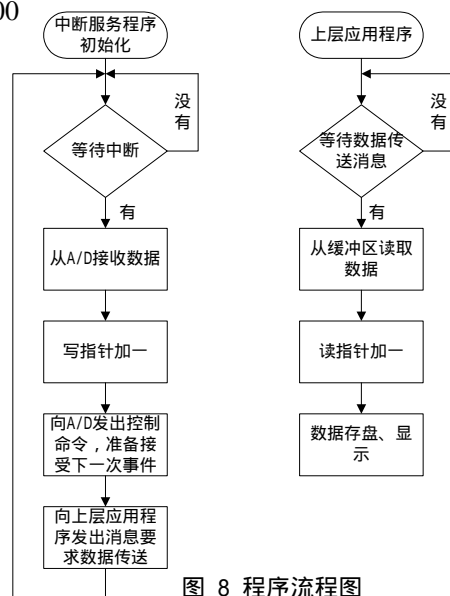 00
中断服务程序
初始化
没
有
等待中断
有
从A/D接收数据
写指针加一
向A/D发出控制
命令，准备接
受下一次事件
向上层应用程
序发出消息要
求数据传送
上层应用程序
没
有
等待数据传
送消息
有
从缓冲区读取
数据
读指针加一
数据存盘、显
示
图 8 程序流程图